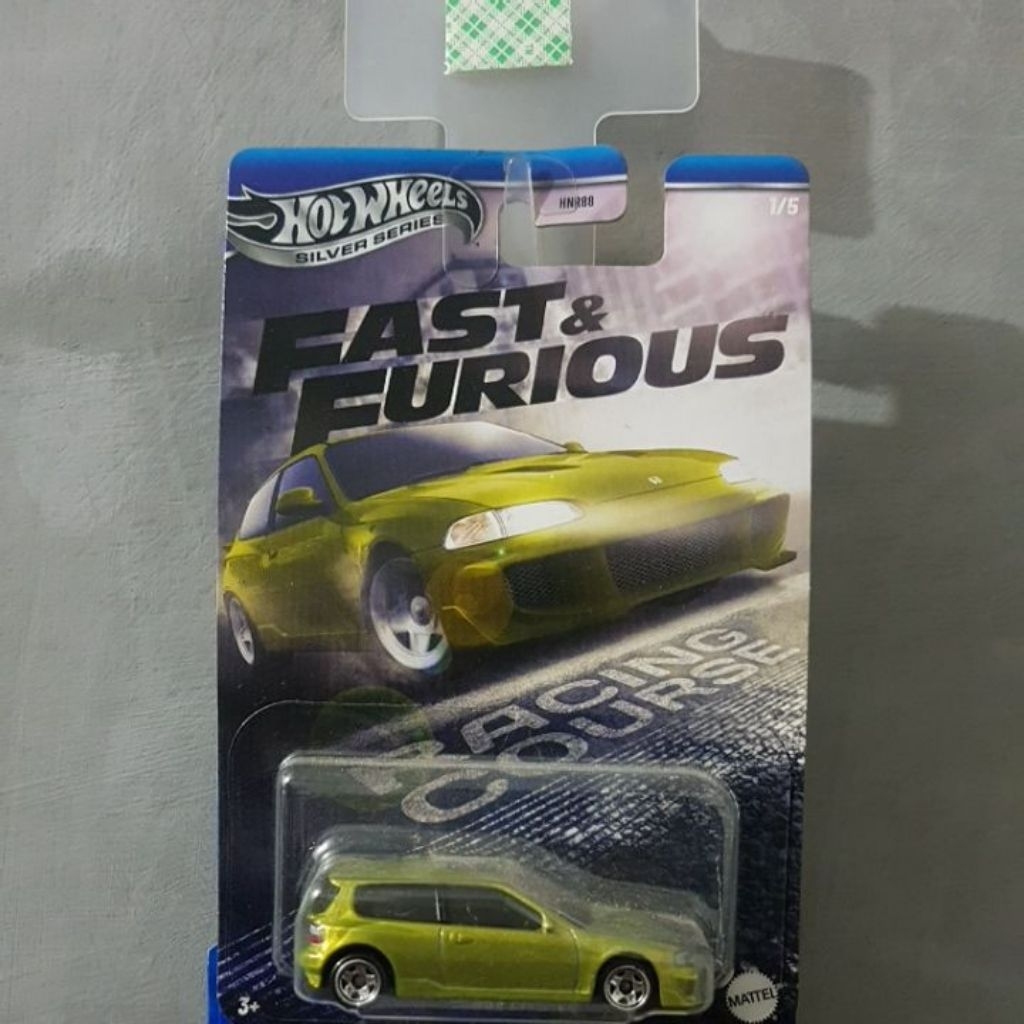 HOT WHEELS
SILVER SERIES
HNR88
1/5
FAST &
FURIOUS
RACING
COURSE
3+
MATTEL